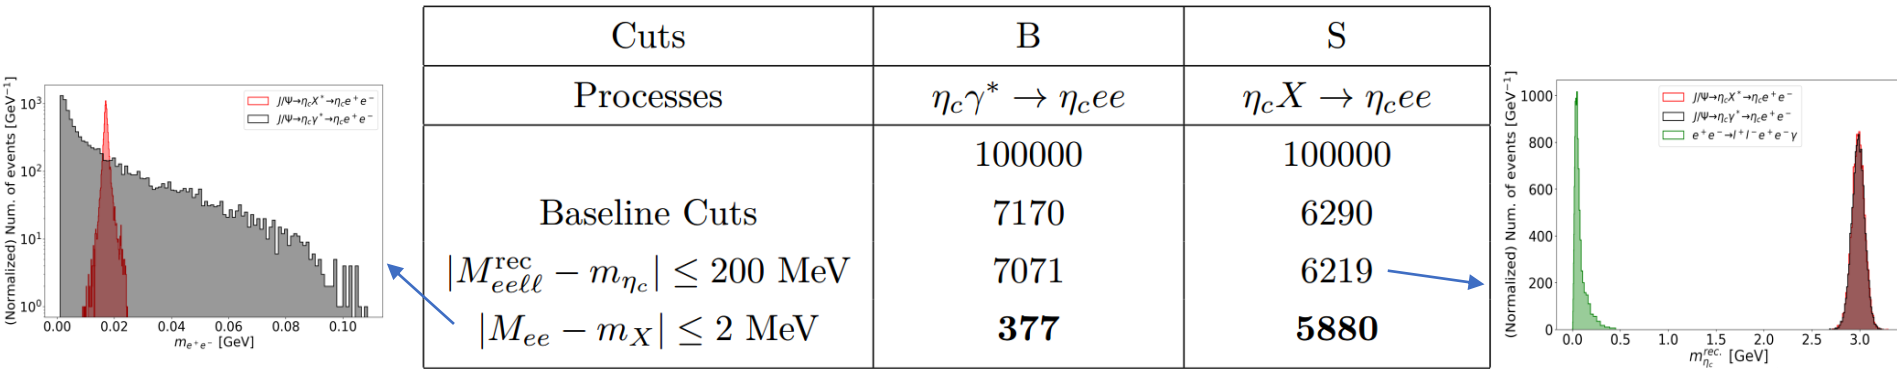 (Normalized) Num. of events [GeV⁻¹]
10³
10²
10¹
10⁰
J/Ψ→η_cX*→η_ce⁺e⁻
J/Ψ→η_cγ*→η_ce⁺e⁻
0.00 0.02 0.04 0.06 0.08 0.10
m_{e⁺e⁻} [GeV]
Cuts B S
Processes η_cγ* → η_cee η_cX → η_cee
100000 100000
Baseline Cuts 7170 6290
|M^{rec}_{eeℓℓ} − m_{η_c}| ≤ 200 MeV 7071 6219
|M_{ee} − m_X| ≤ 2 MeV 377 5880
(Normalized) Num. of events [GeV⁻¹]
1000
800
600
400
200
0
J/Ψ→η_cX*→η_ce⁺e⁻
J/Ψ→η_cγ*→η_ce⁺e⁻
e⁺e⁻→l⁺l⁻e⁺e⁻γ
0.0 0.5 1.0 1.5 2.0 2.5 3.0
m^{rec.}_{η_c} [GeV]